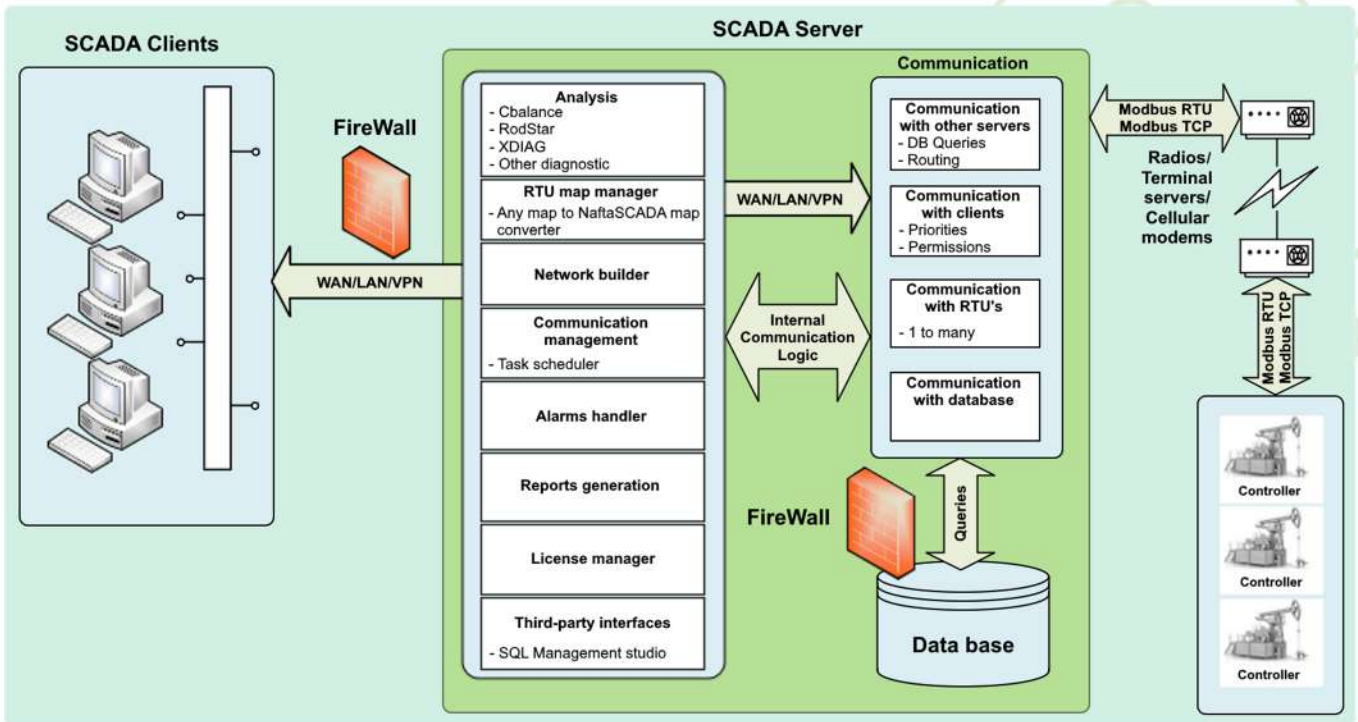 SCADA Clients
SCADA Server
FireWall
WAN/LAN/VPN
Analysis
- Cbalance
- RodStar
- XDIAG
- Other diagnostic
RTU map manager
- Any map to NaftaSCADA map
converter
Network builder
Communication
management
- Task scheduler
Alarms handler
Reports generation
License manager
Third-party interfaces
- SQL Management studio
WAN/LAN/VPN
Internal
Communication
Logic
Communication
Communication
with other servers
- DB Queries
- Routing
Communication
with clients
- Priorities
- Permissions
Communication
with RTU's
- 1 to many
Communication
with database
FireWall
Queries
Data base
Modbus RTU
Modbus TCP
Radios/
Terminal
servers/
Cellular
modems
Modbus RTU
Modbus TCP
Controller
Controller
Controller